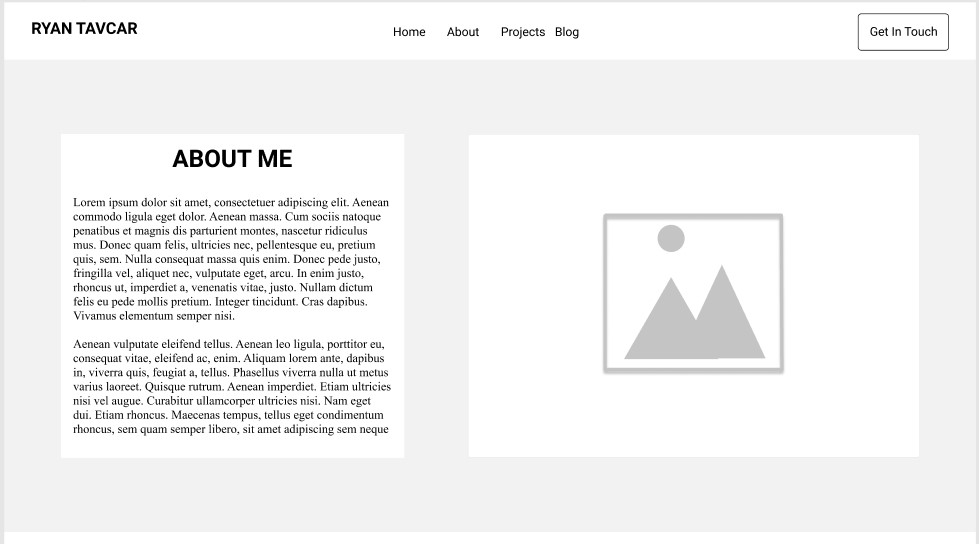 RYAN TAVCAR
Home About Projects Blog
Get In Touch
ABOUT ME
Lorem ipsum dolor sit amet, consectetuer adipiscing elit. Aenean
commodo ligula eget dolor. Aenean massa. Cum sociis natoque
penatibus et magnis dis parturient montes, nascetur ridiculus
mus. Donec quam felis, ultricies nec, pellentesque eu, pretium
quis, sem. Nulla consequat massa quis enim. Donec pede justo,
fringilla vel, aliquet nec, vulputate eget, arcu. In enim justo,
rhoncus ut, imperdiet a, venenatis vitae, justo. Nullam dictum
felis eu pede mollis pretium. Integer tincidunt. Cras dapibus.
Vivamus elementum semper nisi.
Aenean vulputate eleifend tellus. Aenean leo ligula, porttitor eu,
consequat vitae, eleifend ac, enim. Aliquam lorem ante, dapibus
in, viverra quis, feugiat a, tellus. Phasellus viverra nulla ut metus
varius laoreet. Quisque rutrum. Aenean imperdiet. Etiam ultricies
nisi vel augue. Curabitur ullamcorper ultricies nisi. Nam eget
dui. Etiam rhoncus. Maecenas tempus, tellus eget condimentum
rhoncus, sem quam semper libero, sit amet adipiscing sem neque